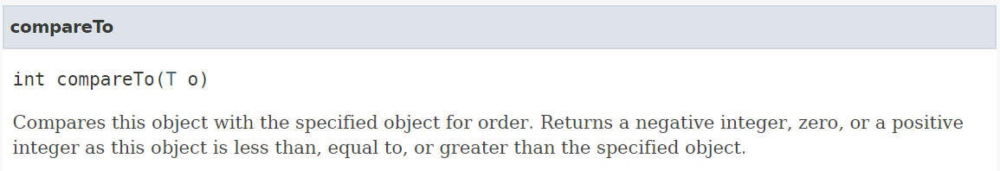 compareTo
int compareTo(T o)
Compares this object with the specified object for order. Returns a negative integer, zero, or a positive
integer as this object is less than, equal to, or greater than the specified object.